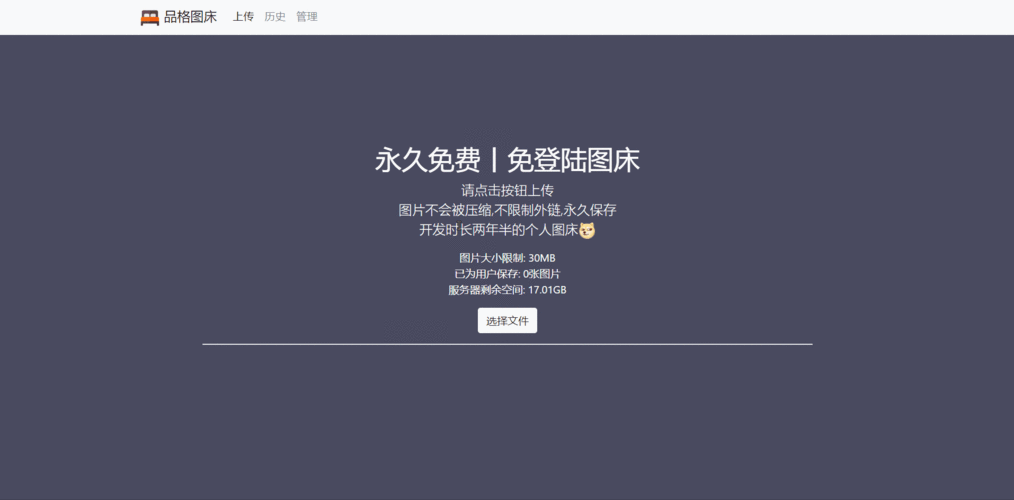 品格图床 上传 历史 管理
永久免费丨免登陆图床
请点击按钮上传
图片不会被压缩,不限制外链,永久保存
开发时长两年半的个人图床
图片大小限制: 30MB
已为用户保存: 0张图片
服务器剩余空间: 17.01GB
选择文件